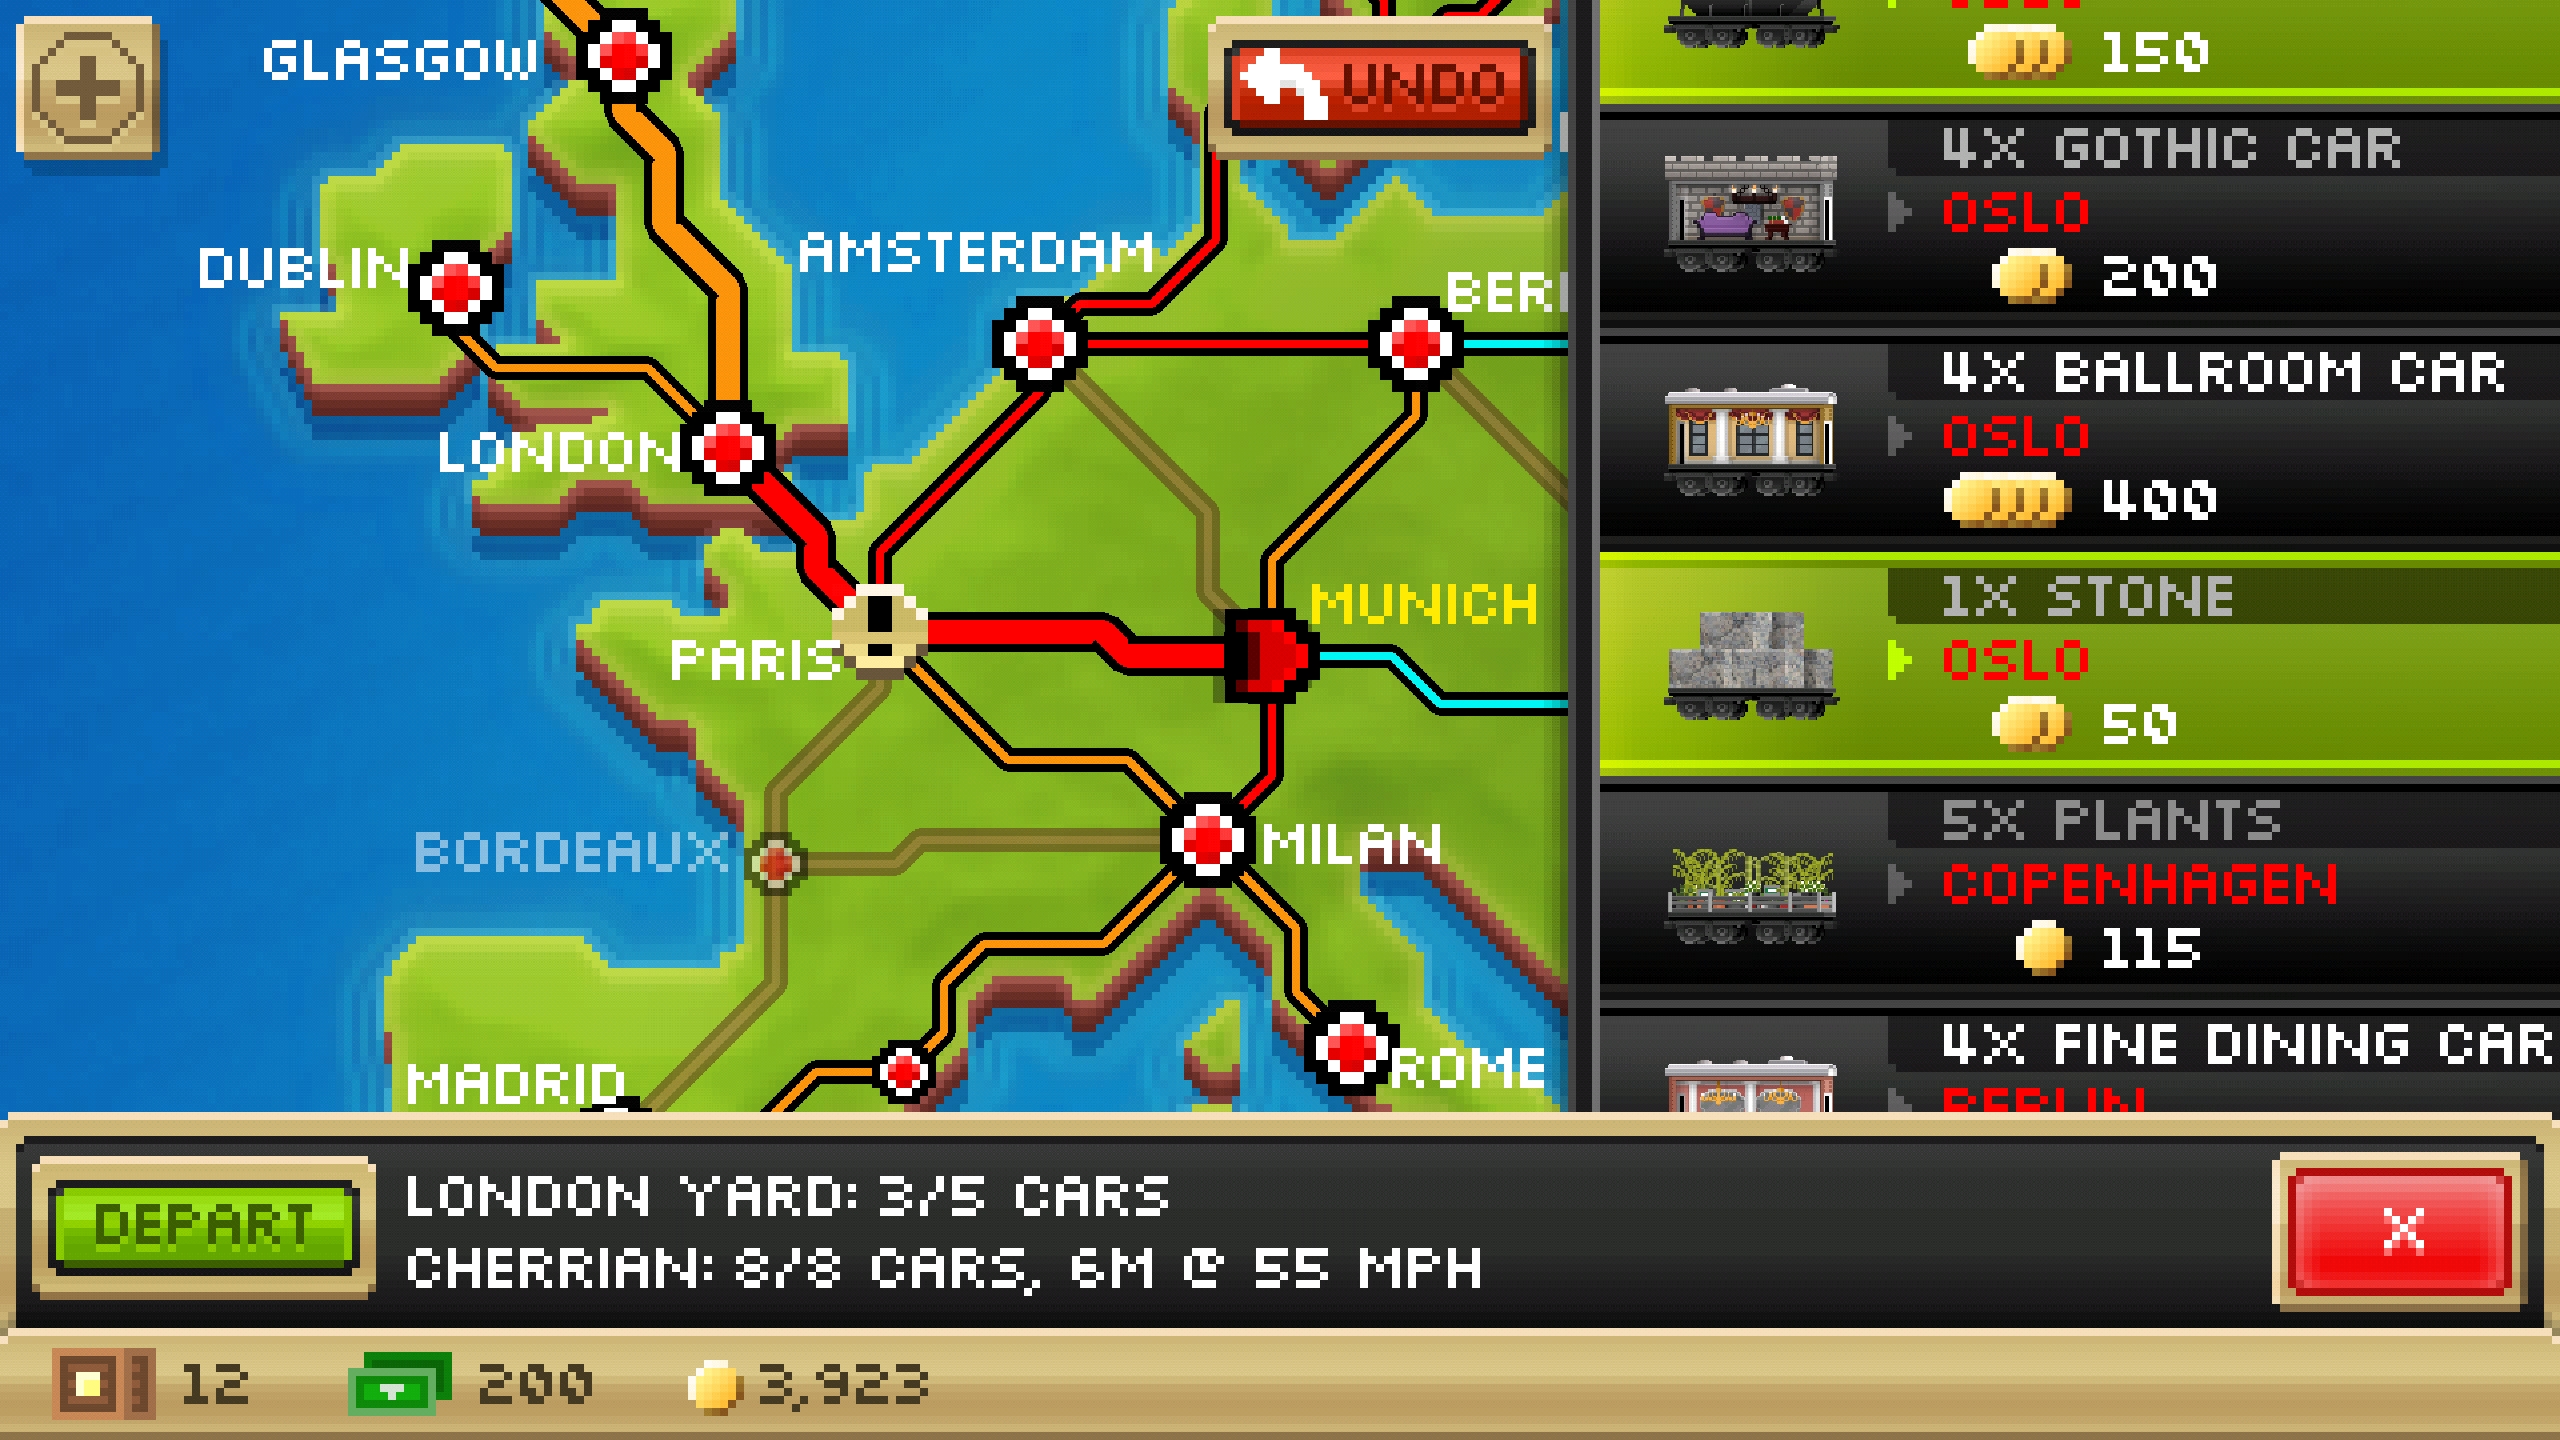 GLASGOW
UNDO
150
4X GOTHIC CAR
OSLO
200
DUBLIN
AMSTERDAM
BER
4X BALLROOM CAR
OSLO
400
LONDON
1X STONE
OSLO
50
MUNICH
PARIS
5X PLANTS
COPENHAGEN
115
BORDEAUX
MILAN
4X FINE DINING CAR
BERLIN
MADRID
ROME
DEPART
LONDON YARD: 3/5 CARS
CHERRIAN: 8/8 CARS, 6M @ 55 MPH
X
12
200
3,923